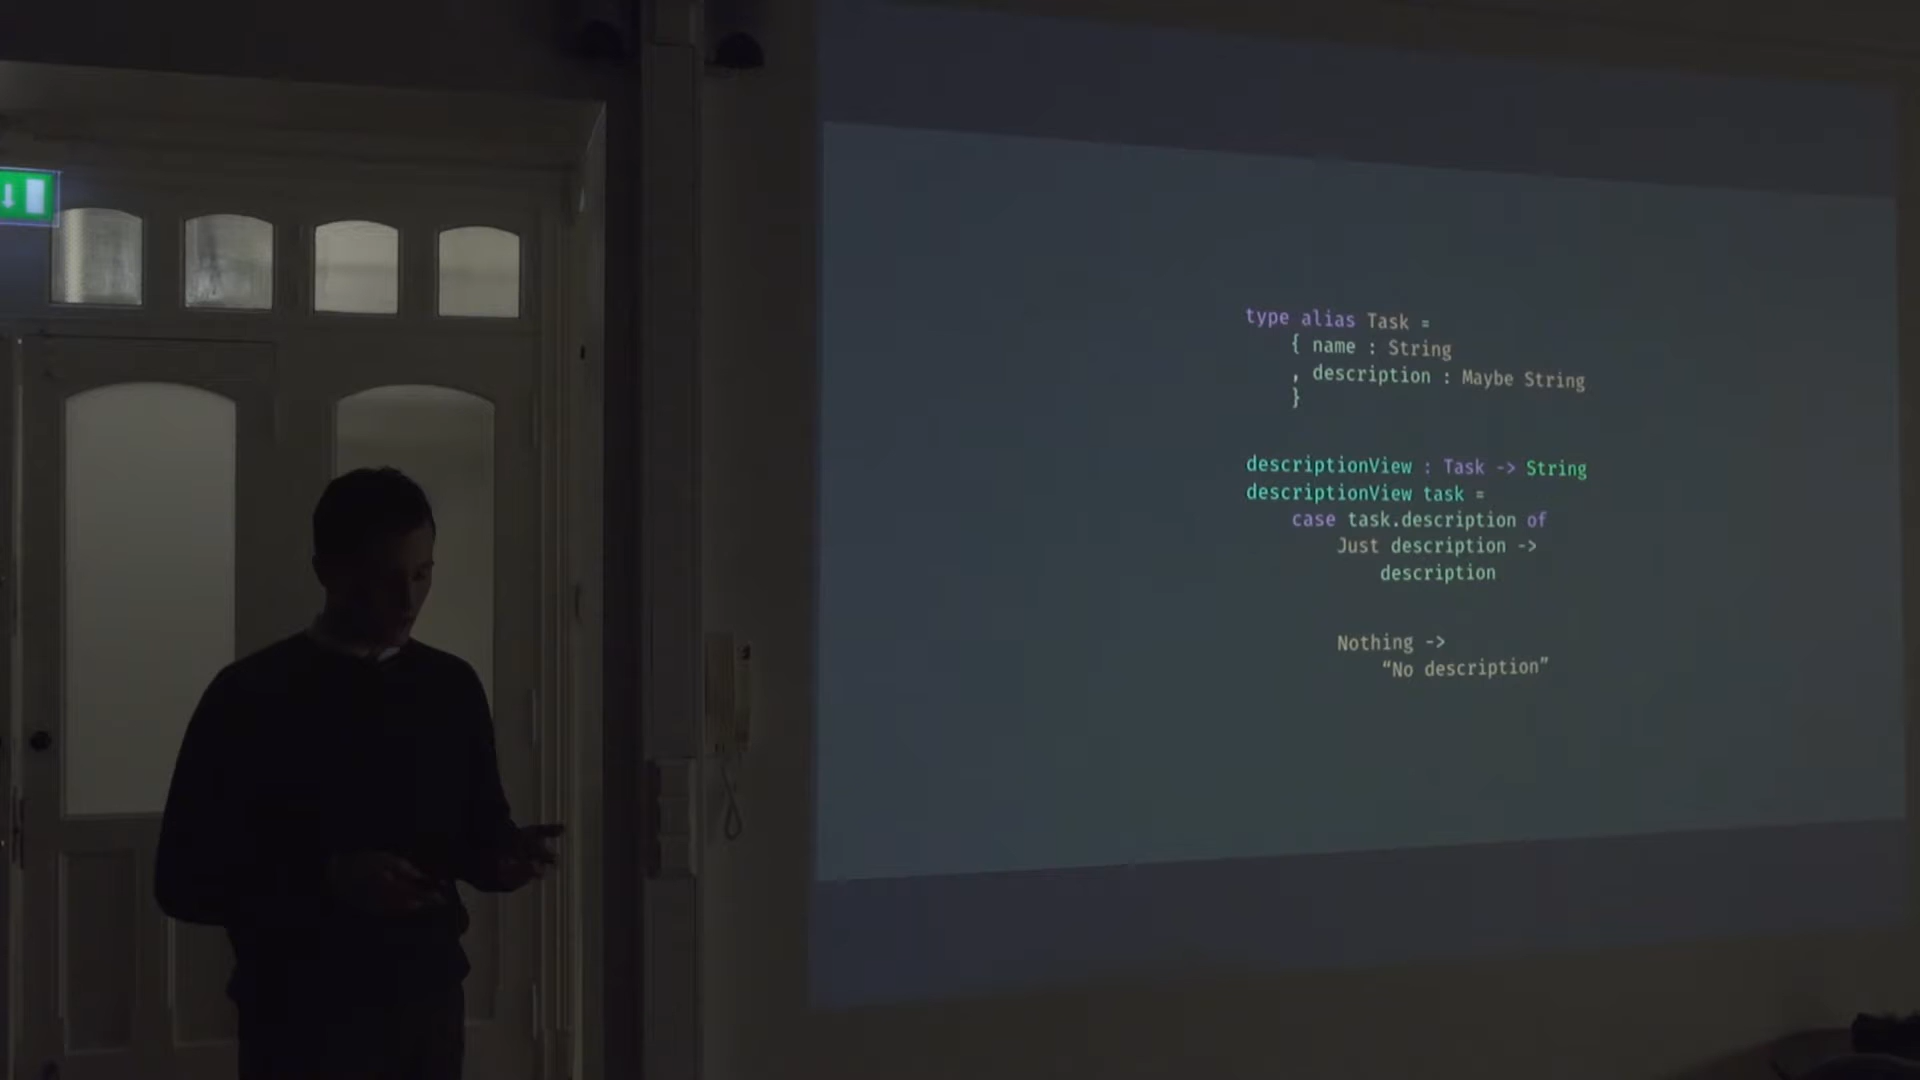 type alias Task =
{ name : String
, description : Maybe String
}
descriptionView : Task -> String
descriptionView task =
case task.description of
Just description ->
description
Nothing ->
“No description”